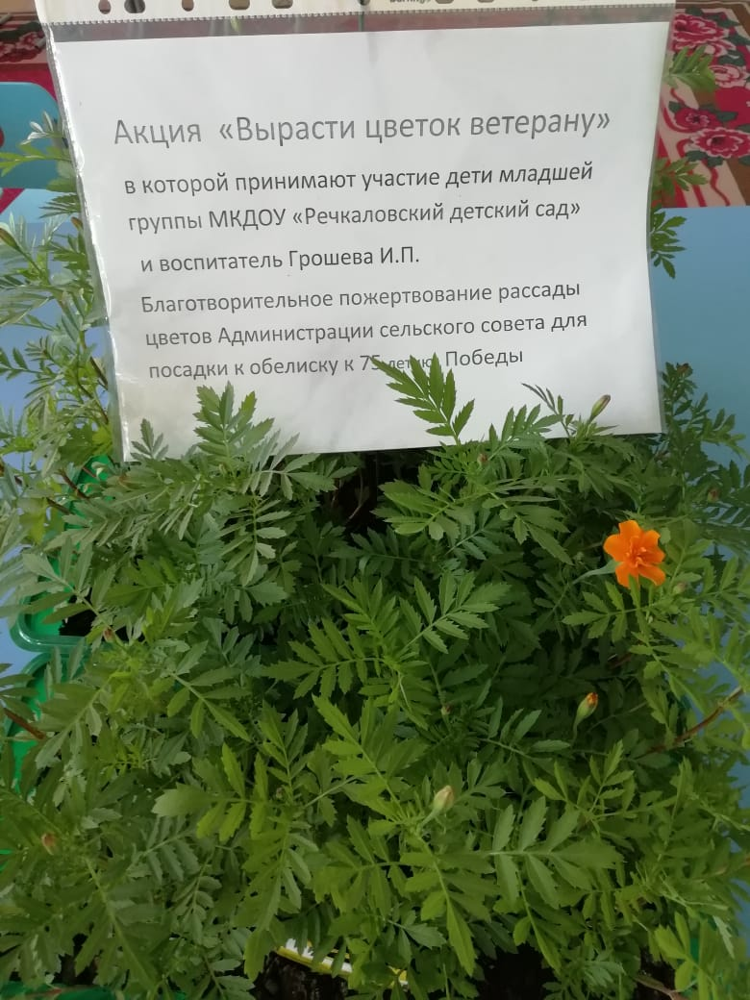 Акция «Вырасти цветок ветерану»
в которой принимают участие дети младшей
группы МКДОУ «Речкаловский детский сад»
и воспитатель Грошева И.П.
Благотворительное пожертвование рассады
цветов Администрации сельского совета для
посадки к обелиску к 75-летию Победы